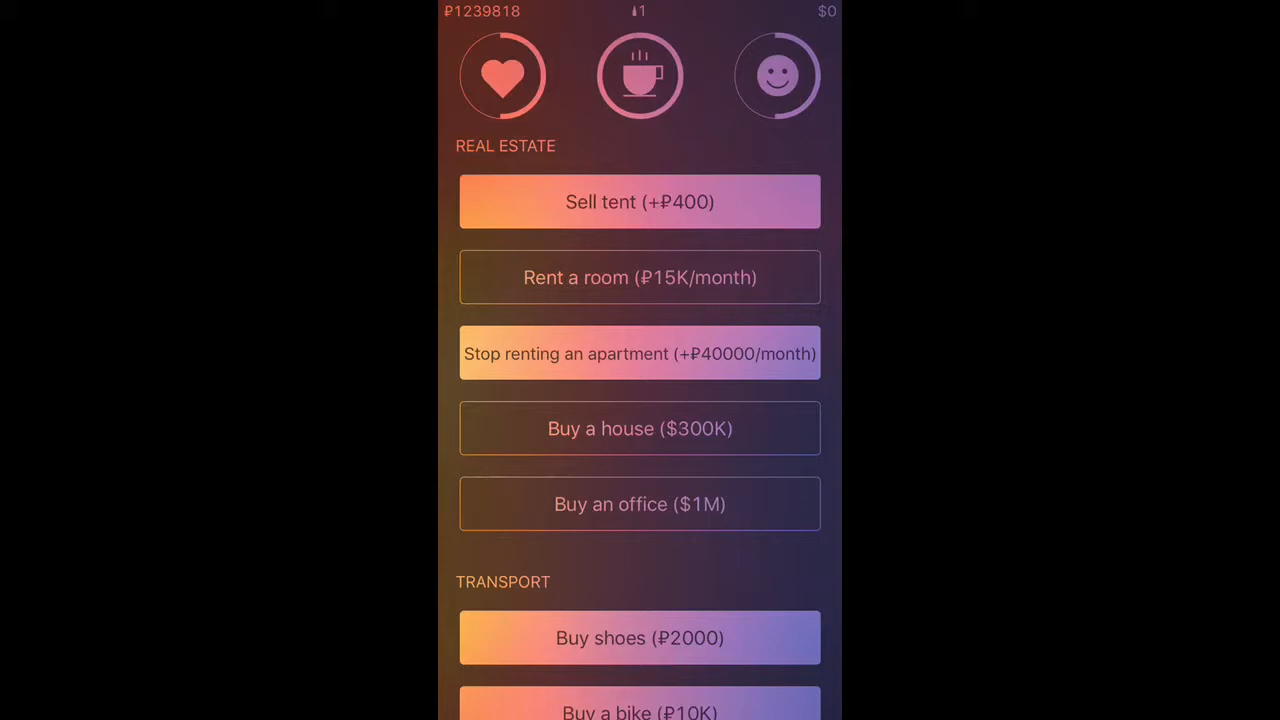 ₽1239818
1
$0
REAL ESTATE
Sell tent (+₽400)
Rent a room (₽15K/month)
Stop renting an apartment (+₽40000/month)
Buy a house ($300K)
Buy an office ($1M)
TRANSPORT
Buy shoes (₽2000)
Buy a bike (₽10K)